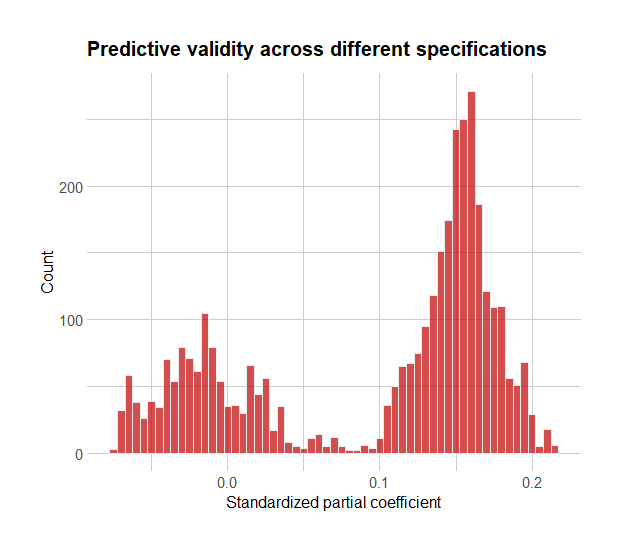 Predictive validity across different specifications
Count
200
100
0
0.0
0.1
0.2
Standardized partial coefficient